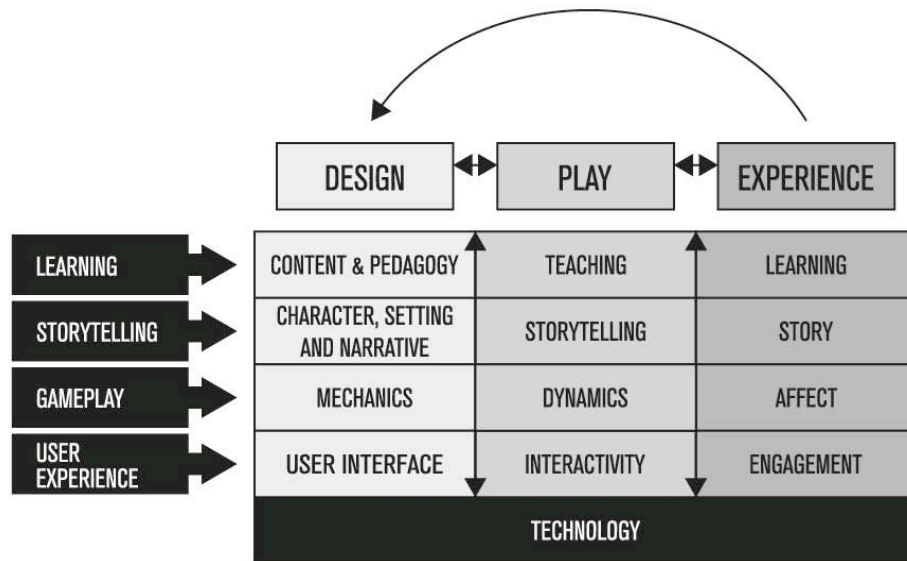 DESIGN
PLAY
EXPERIENCE
LEARNING
CONTENT & PEDAGOGY
TEACHING
LEARNING
STORYTELLING
CHARACTER, SETTING
AND NARRATIVE
STORYTELLING
STORY
GAMEPLAY
MECHANICS
DYNAMICS
AFFECT
USER
EXPERIENCE
USER INTERFACE
INTERACTIVITY
ENGAGEMENT
TECHNOLOGY